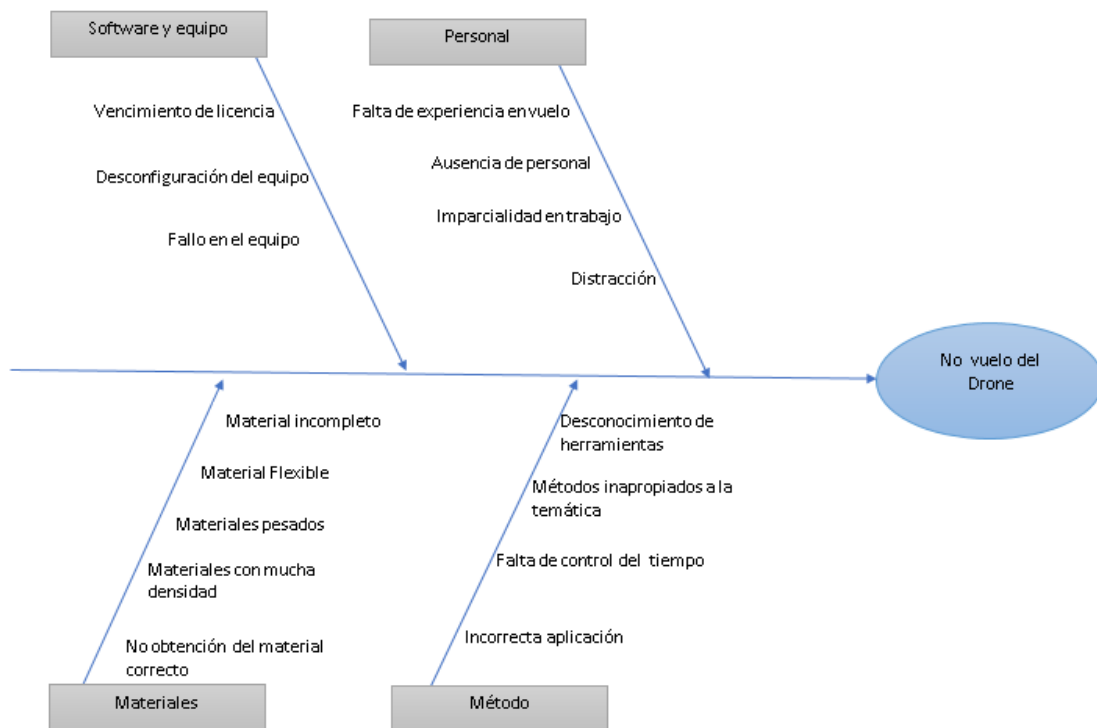 Software y equipo
Vencimiento de licencia
Desconfiguración del equipo
Fallo en el equipo
Personal
Falta de experiencia en vuelo
Ausencia de personal
Imparcialidad en trabajo
Distracción
No vuelo del
Drone
Material incompleto
Material Flexible
Materiales pesados
Materiales con mucha
densidad
No obtención del material
correcto
Materiales
Desconocimiento de
herramientas
Métodos inapropiados a la
temática
Falta de control del tiempo
Incorrecta aplicación
Método